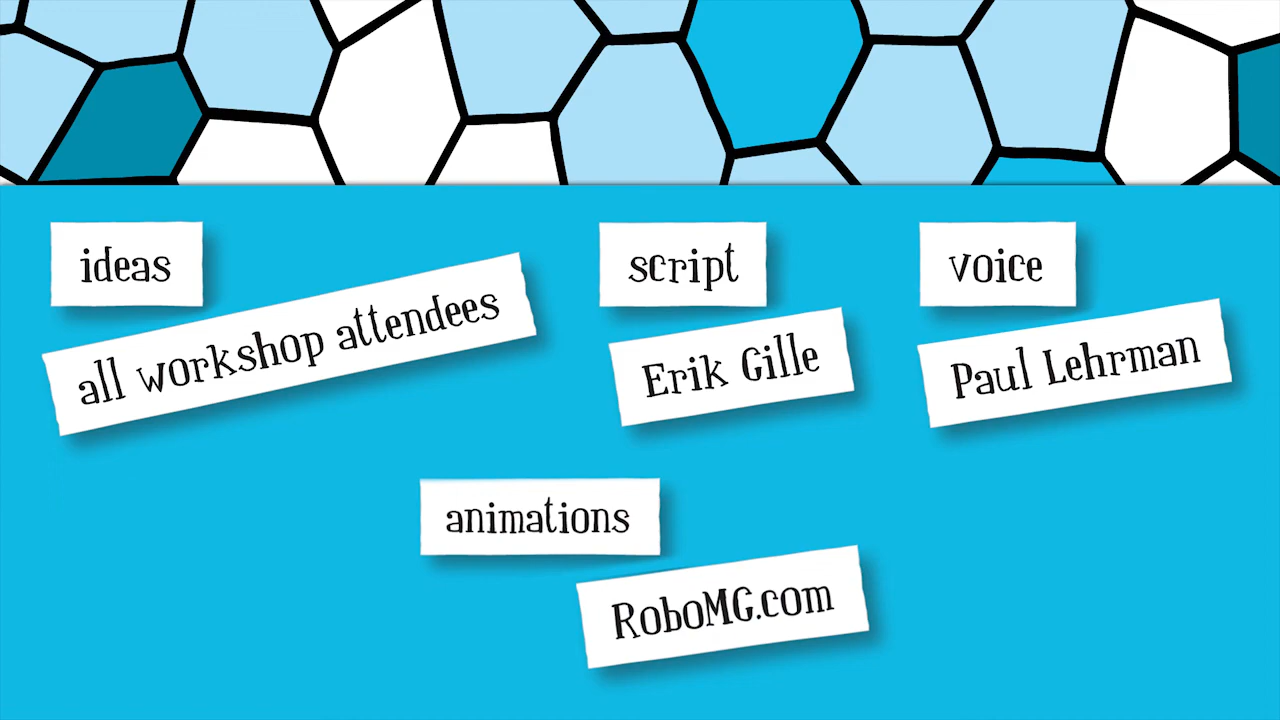 ideas
all workshop attendees
script
Erik Gille
voice
Paul Lehrman
animations
RoboMG.com